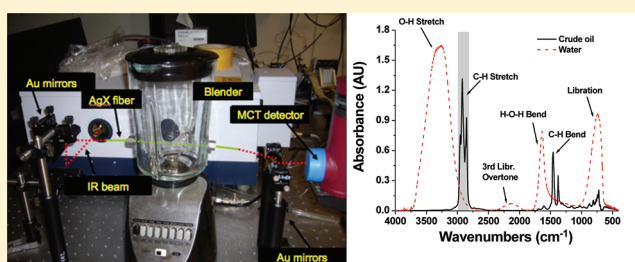 Au mirrors
AgX fiber
Blender
MCT detector
IR beam
Au mirrors
O-H Stretch
Crude oil
Water
C-H Stretch
H-O-H Bend
C-H Bend
Libration
3rd Libr.
Overtone
Absorbance (AU)
1.8
1.5
1.2
0.9
0.6
0.3
0.0
4000 3500 3000 2500 2000 1500 1000 500
Wavenumbers (cm⁻¹)